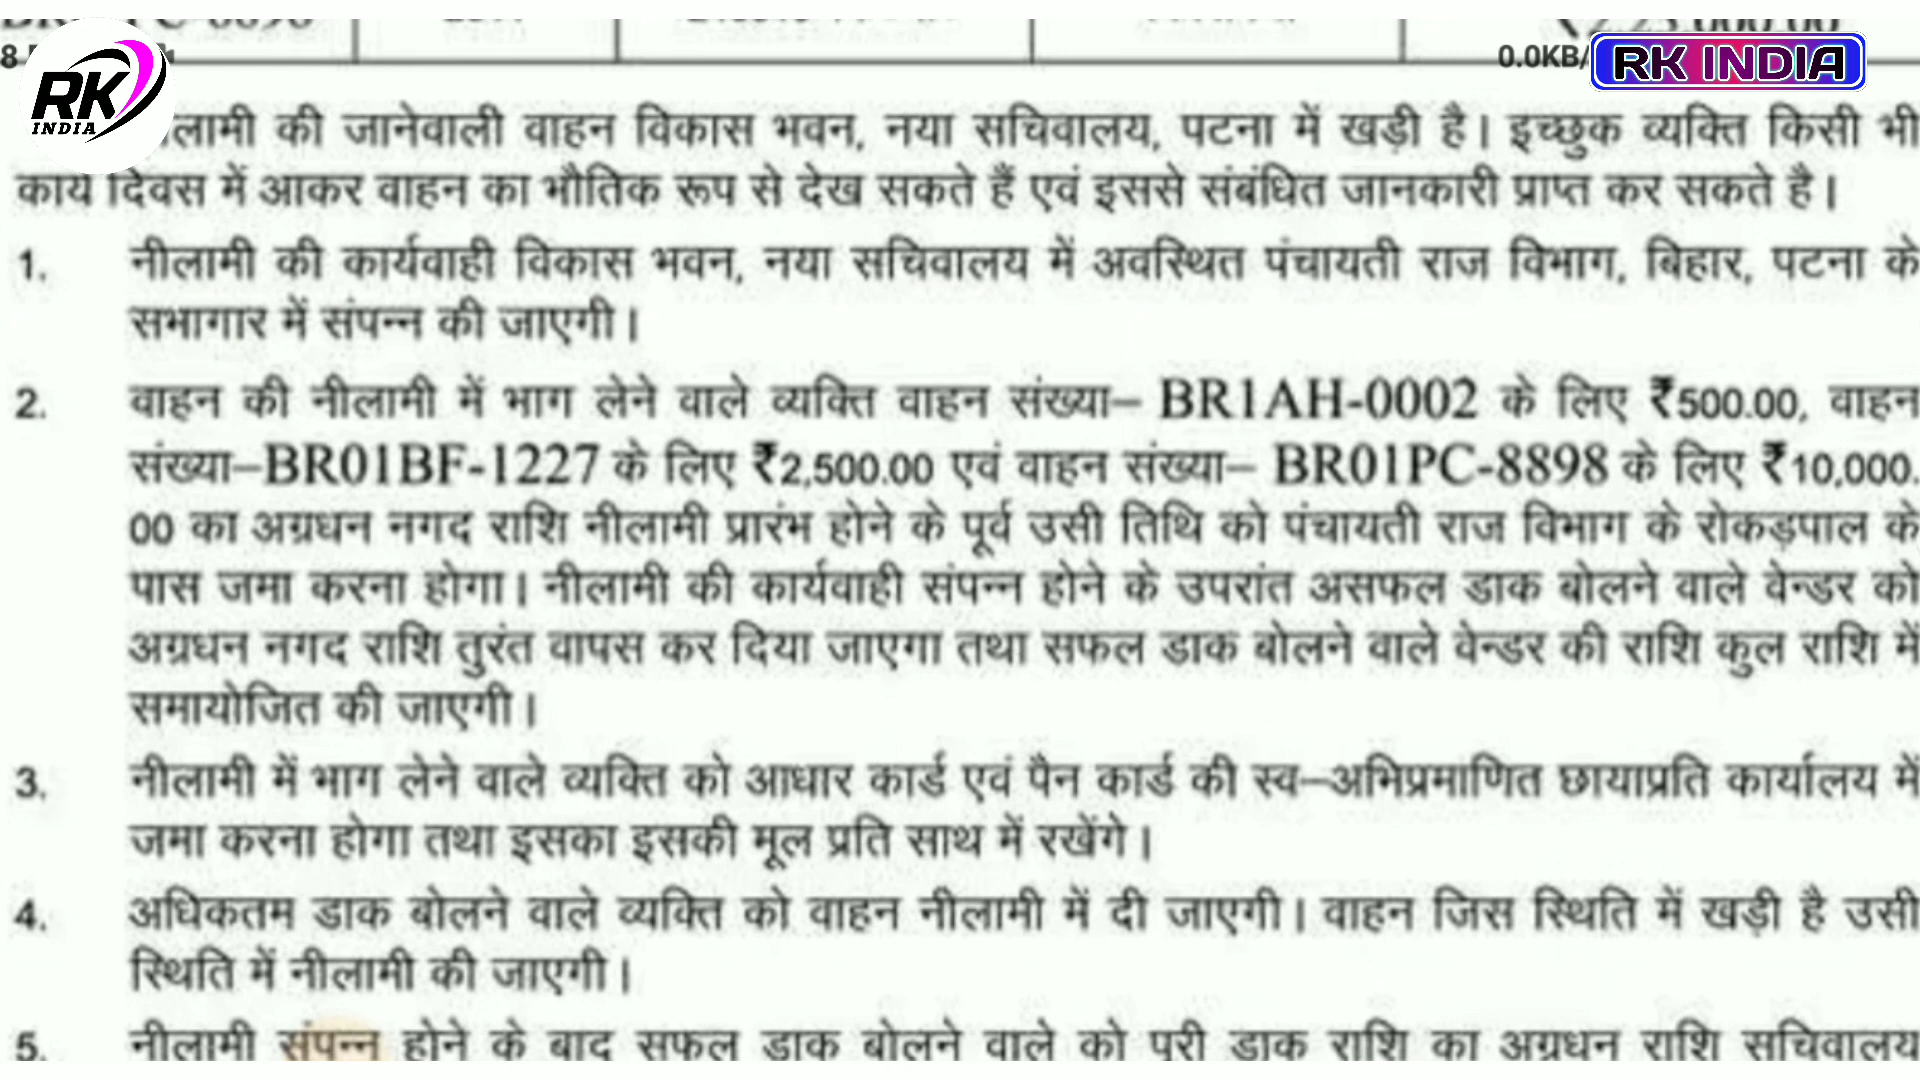 ₹2,25,000.00
0.0KB/
RK INDIA
RK
INDIA
लामी की जानेवाली वाहन विकास भवन, नया सचिवालय, पटना में खड़ी है। इच्छुक व्यक्ति किसी भी
कार्य दिवस में आकर वाहन का भौतिक रूप से देख सकते हैं एवं इससे संबंधित जानकारी प्राप्त कर सकते है।
1. नीलामी की कार्यवाही विकास भवन, नया सचिवालय में अवस्थित पंचायती राज विभाग, बिहार, पटना के
सभागार में संपन्न की जाएगी।
2. वाहन की नीलामी में भाग लेने वाले व्यक्ति वाहन संख्या– BR1AH-0002 के लिए ₹500.00, वाहन
संख्या–BR01BF-1227 के लिए ₹2,500.00 एवं वाहन संख्या– BR01PC-8898 के लिए ₹10,000.
00 का अग्रधन नगद राशि नीलामी प्रारंभ होने के पूर्व उसी तिथि को पंचायती राज विभाग के रोकड़पाल के
पास जमा करना होगा। नीलामी की कार्यवाही संपन्न होने के उपरांत असफल डाक बोलने वाले वेन्डर को
अग्रधन नगद राशि तुरंत वापस कर दिया जाएगा तथा सफल डाक बोलने वाले वेन्डर की राशि कुल राशि में
समायोजित की जाएगी।
3. नीलामी में भाग लेने वाले व्यक्ति को आधार कार्ड एवं पैन कार्ड की स्व–अभिप्रमाणित छायाप्रति कार्यालय में
जमा करना होगा तथा इसका इसकी मूल प्रति साथ में रखेंगे।
4. अधिकतम डाक बोलने वाले व्यक्ति को वाहन नीलामी में दी जाएगी। वाहन जिस स्थिति में खड़ी है उसी
स्थिति में नीलामी की जाएगी।
5. नीलामी संपन्न होने के बाद सफल डाक बोलने वाले को पूरी डाक राशि का अग्रधन राशि सचिवालय